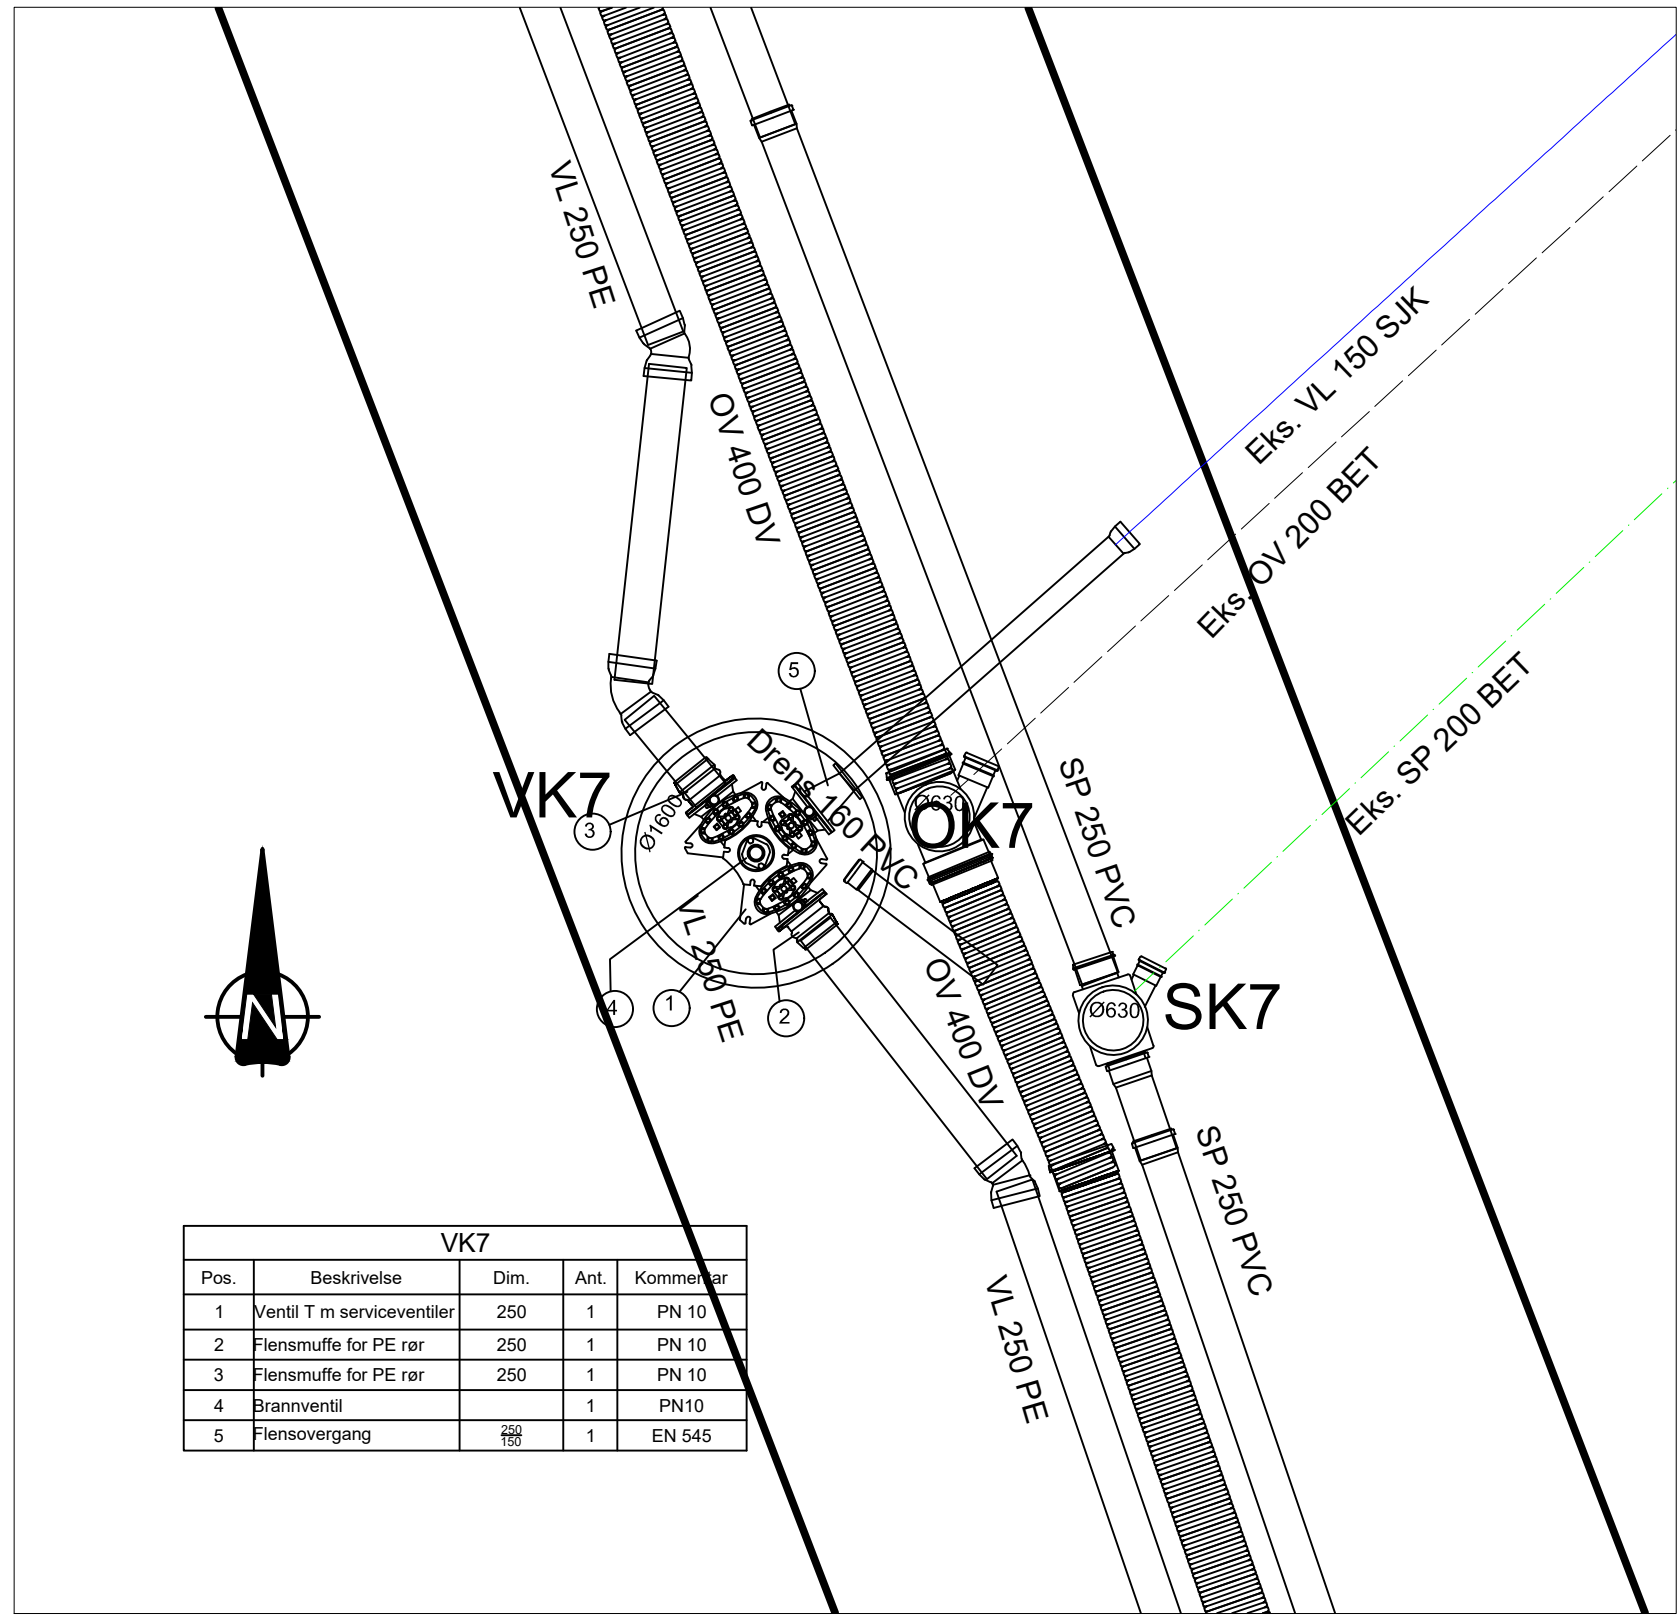 VL 250 PE
OV 400 DV
Eks. VL 150 SJK
Eks. OV 200 BET
Eks. SP 200 BET
5
Drens 160 PVC
VK7
3
Ø1600
Ø630
OK7
SP 250 PVC
VL 250 PE
4
1
2
OV 400 DV
Ø630
SK7
N
SP 250 PVC
VL 250 PE
VK7
Pos. Beskrivelse Dim. Ant. Kommentar
1 Ventil T m serviceventiler 250 1 PN 10
2 Flensmuffe for PE rør 250 1 PN 10
3 Flensmuffe for PE rør 250 1 PN 10
4 Brannventil 1 PN10
5 Flensovergang 250/150 1 EN 545